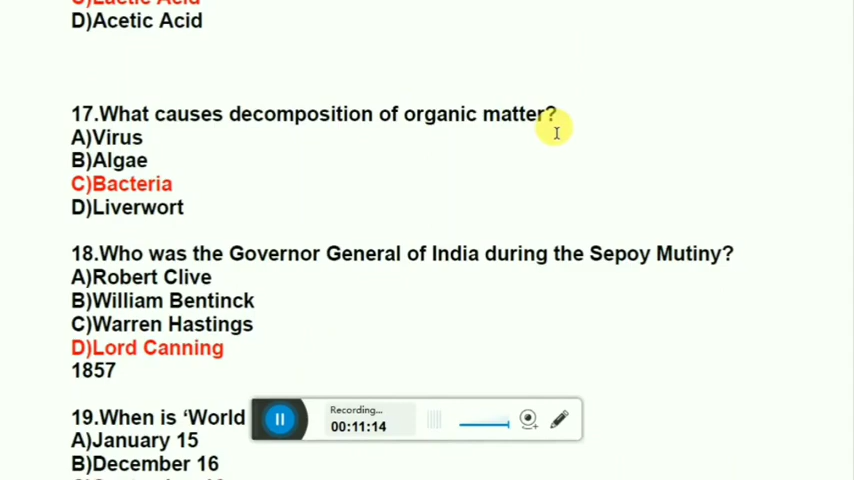 C)Lactic Acid
D)Acetic Acid
17.What causes decomposition of organic matter?
A)Virus
B)Algae
C)Bacteria
D)Liverwort
18.Who was the Governor General of India during the Sepoy Mutiny?
A)Robert Clive
B)William Bentinck
C)Warren Hastings
D)Lord Canning
1857
19.When is ‘World
Recording...
00:11:14
A)January 15
B)December 16